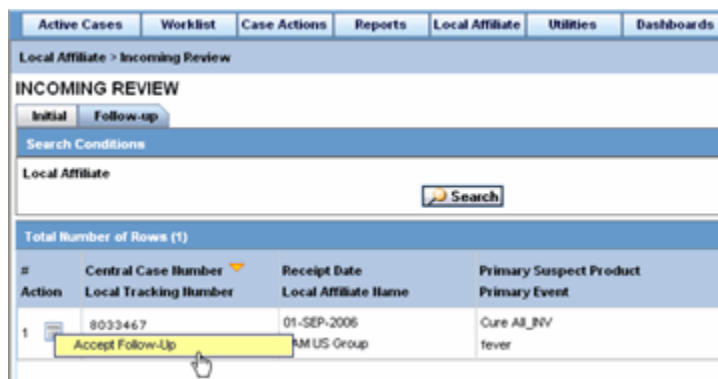 Active Cases Worklist Case Actions Reports Local Affiliate Utilities Dashboards
Local Affiliate > Incoming Review
INCOMING REVIEW
Initial Follow-up
Search Conditions
Local Affiliate
Search
Total Number of Rows (1)
# Central Case Number Receipt Date Primary Suspect Product
Action Local Tracking Number Local Affiliate Name Primary Event
1 8033467 01-SEP-2006 Cure All_INV
Accept Follow-Up AM US Group fever